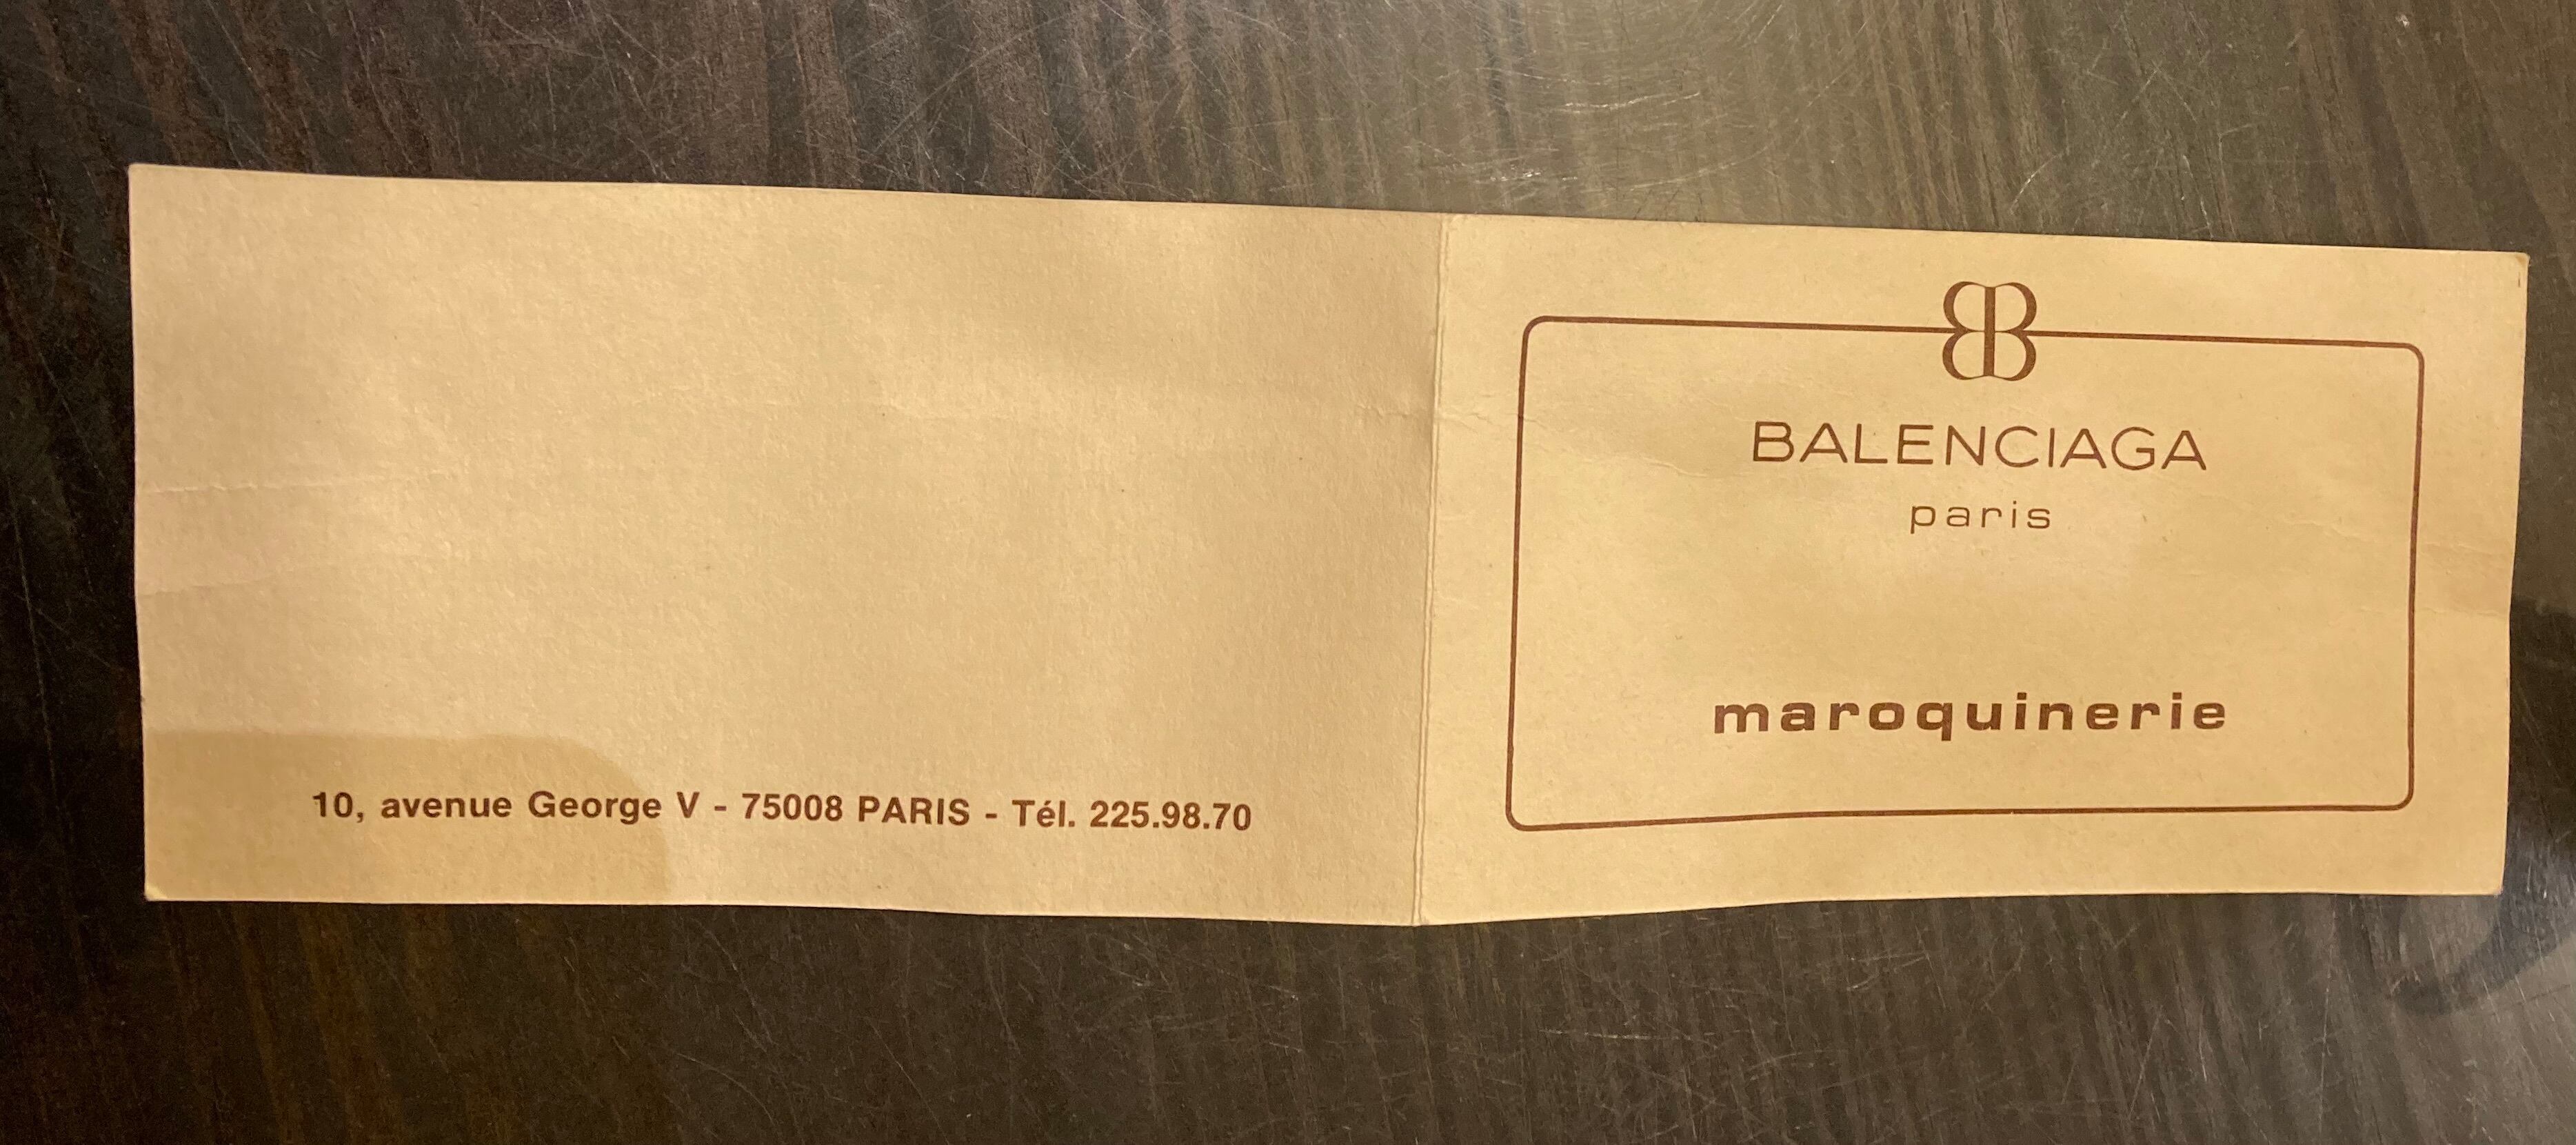 10, avenue George V - 75008 PARIS - Tél. 225.98.70
BB
BALENCIAGA
paris
maroquinerie